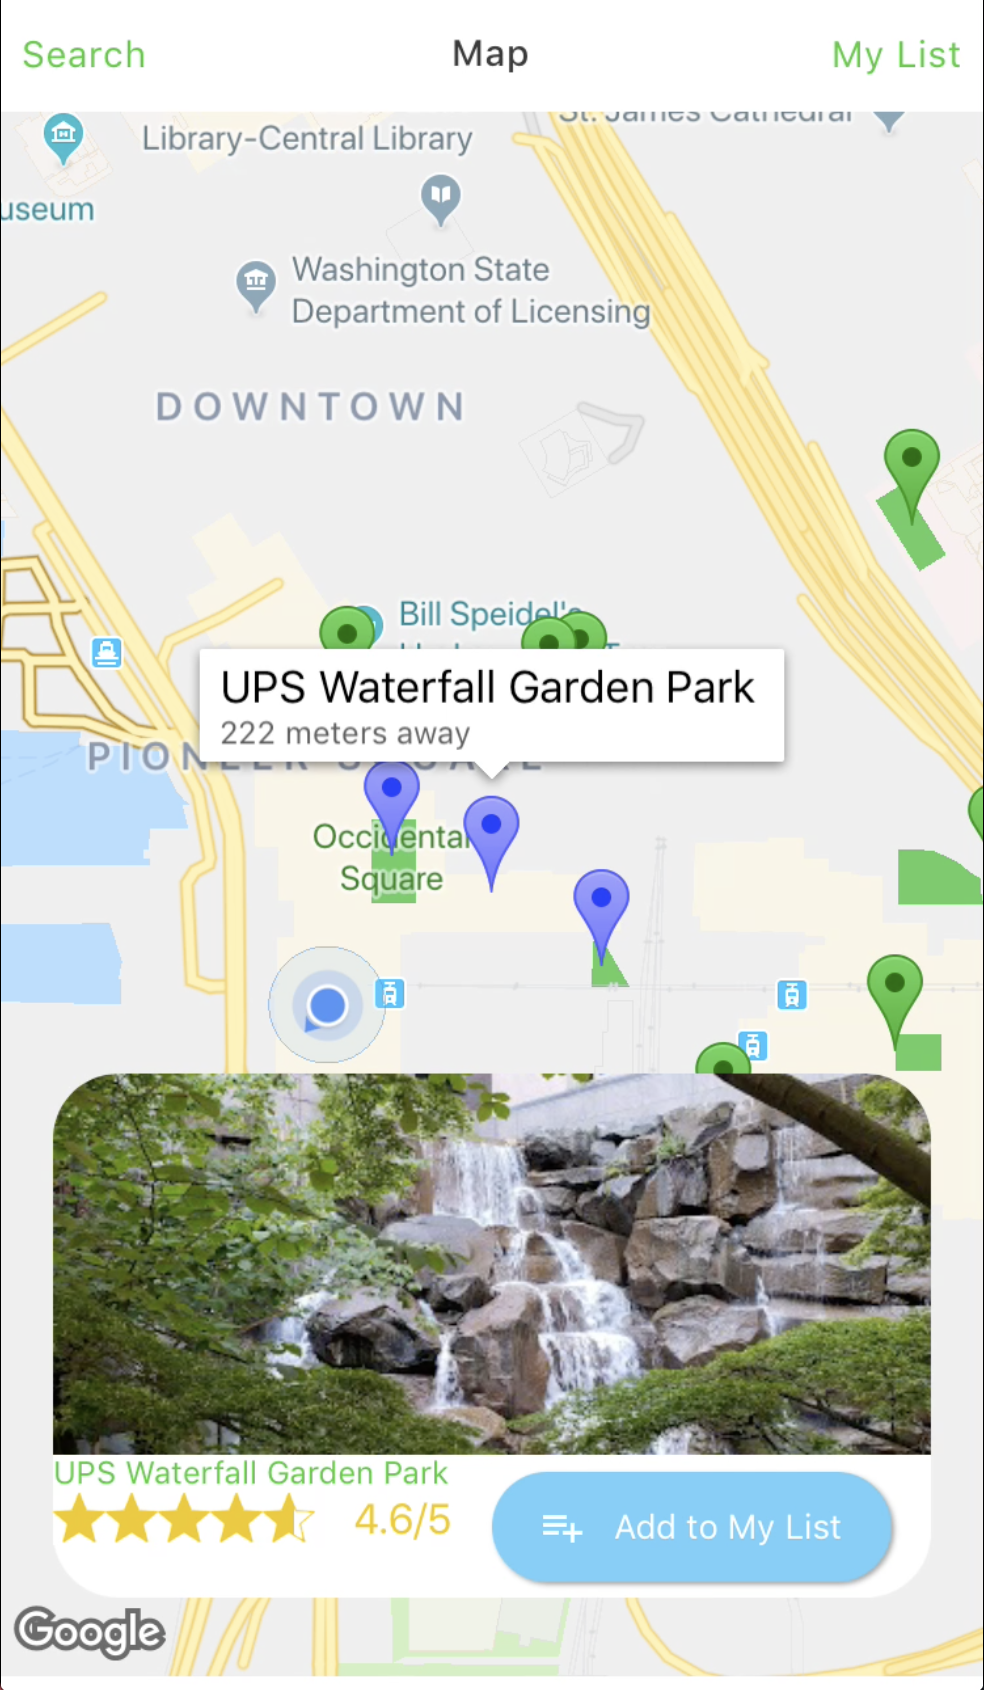 Search
Map
My List
St. James Cathedral
Library-Central Library
useum
Washington State
Department of Licensing
DOWNTOWN
Bill Speidel's
UPS Waterfall Garden Park
222 meters away
PIONEER SQUARE
Occidental
Square
UPS Waterfall Garden Park
4.6/5
Add to My List
Google